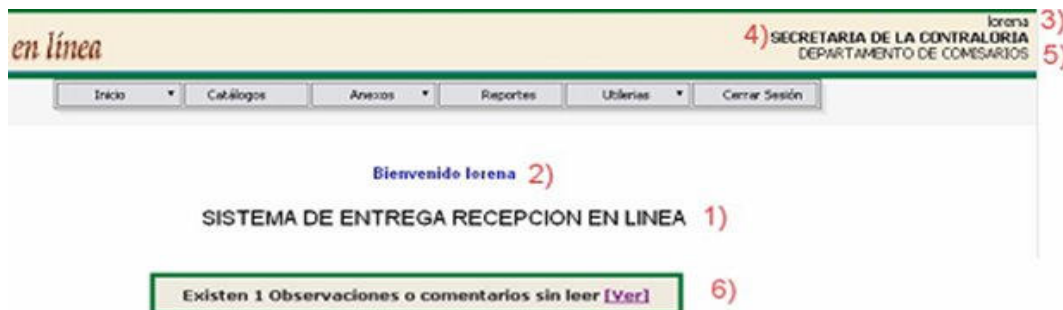 lorena 3)
en línea
4) SECRETARIA DE LA CONTRALORIA
DEPARTAMENTO DE COMISARIOS 5)
Inicio Catálogos Anexos Reportes Utilerias Cerrar Sesión
Bienvenido lorena 2)
SISTEMA DE ENTREGA RECEPCION EN LINEA 1)
Existen 1 Observaciones o comentarios sin leer [Ver] 6)